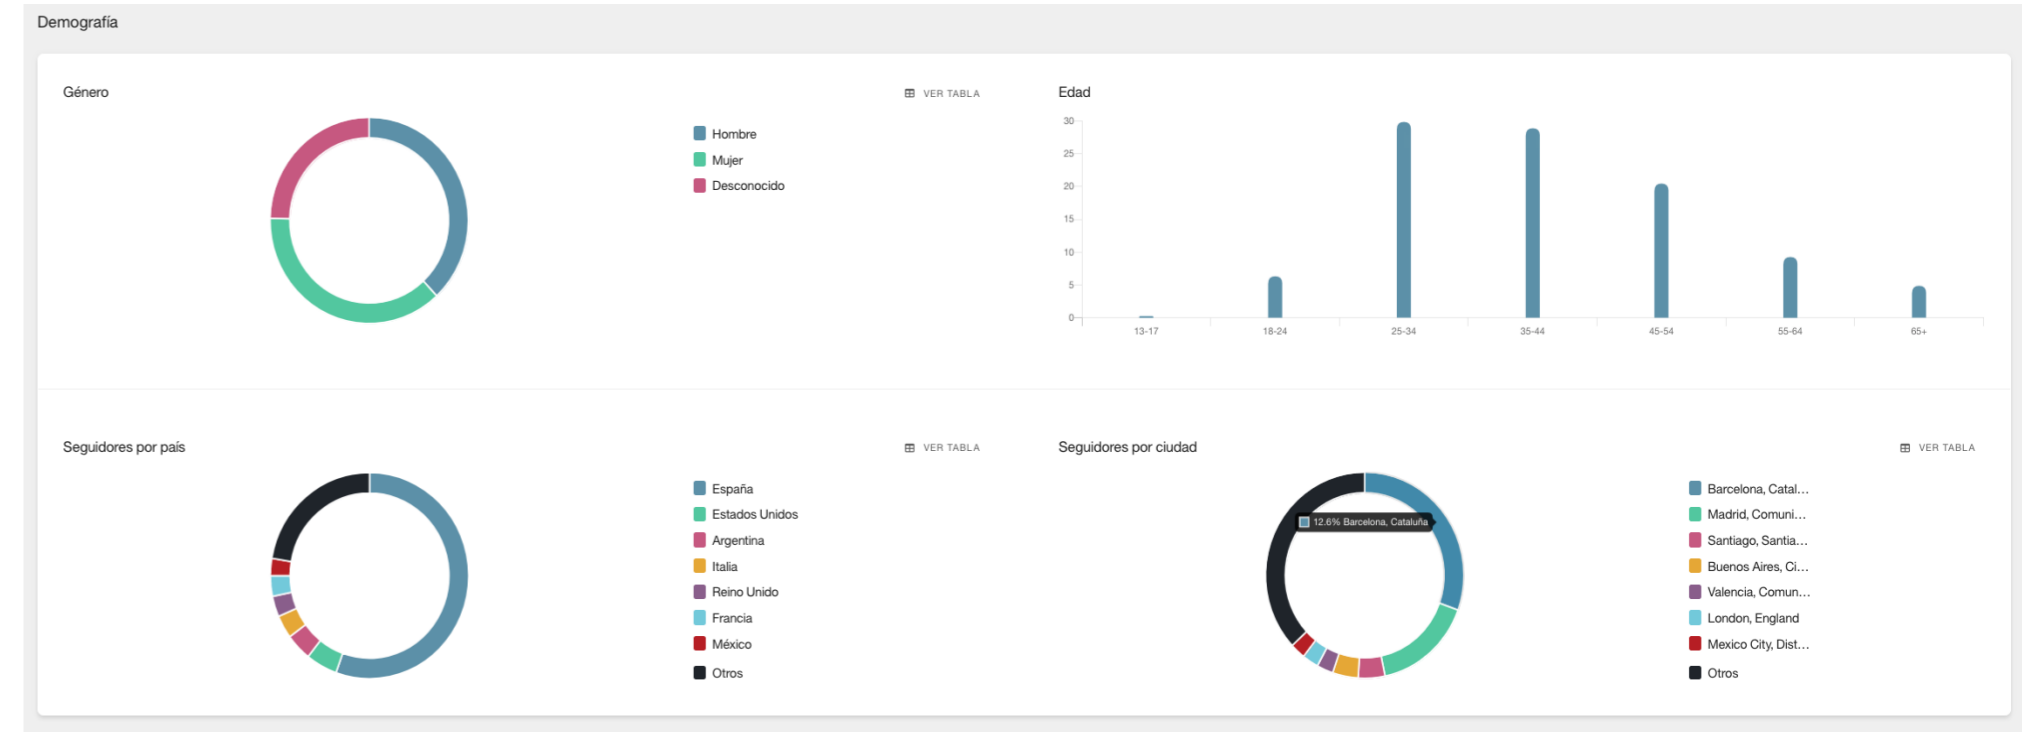 Demografía
Género
VER TABLA
Hombre
Mujer
Desconocido
Edad
30
25
20
15
10
5
0
13-17
18-24
25-34
35-44
45-54
55-64
65+
Seguidores por país
VER TABLA
España
Estados Unidos
Argentina
Italia
Reino Unido
Francia
México
Otros
Seguidores por ciudad
VER TABLA
12.6% Barcelona, Cataluña
Barcelona, Catal...
Madrid, Comuni...
Santiago, Santia...
Buenos Aires, Ci...
Valencia, Comun...
London, England
Mexico City, Dist...
Otros